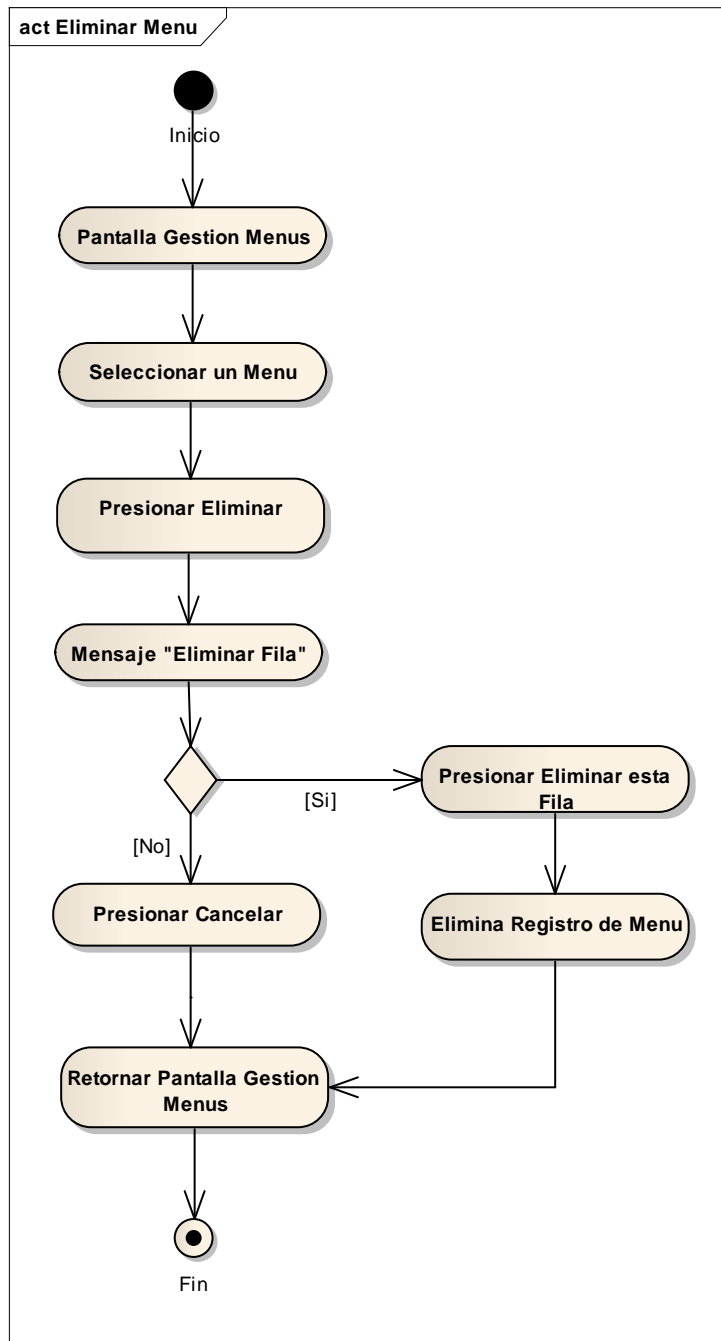 act Eliminar Menu
Inicio
Pantalla Gestion Menus
Seleccionar un Menu
Presionar Eliminar
Mensaje "Eliminar Fila"
[Si]
Presionar Eliminar esta
Fila
[No]
Presionar Cancelar
Elimina Registro de Menu
Retornar Pantalla Gestion
Menus
Fin